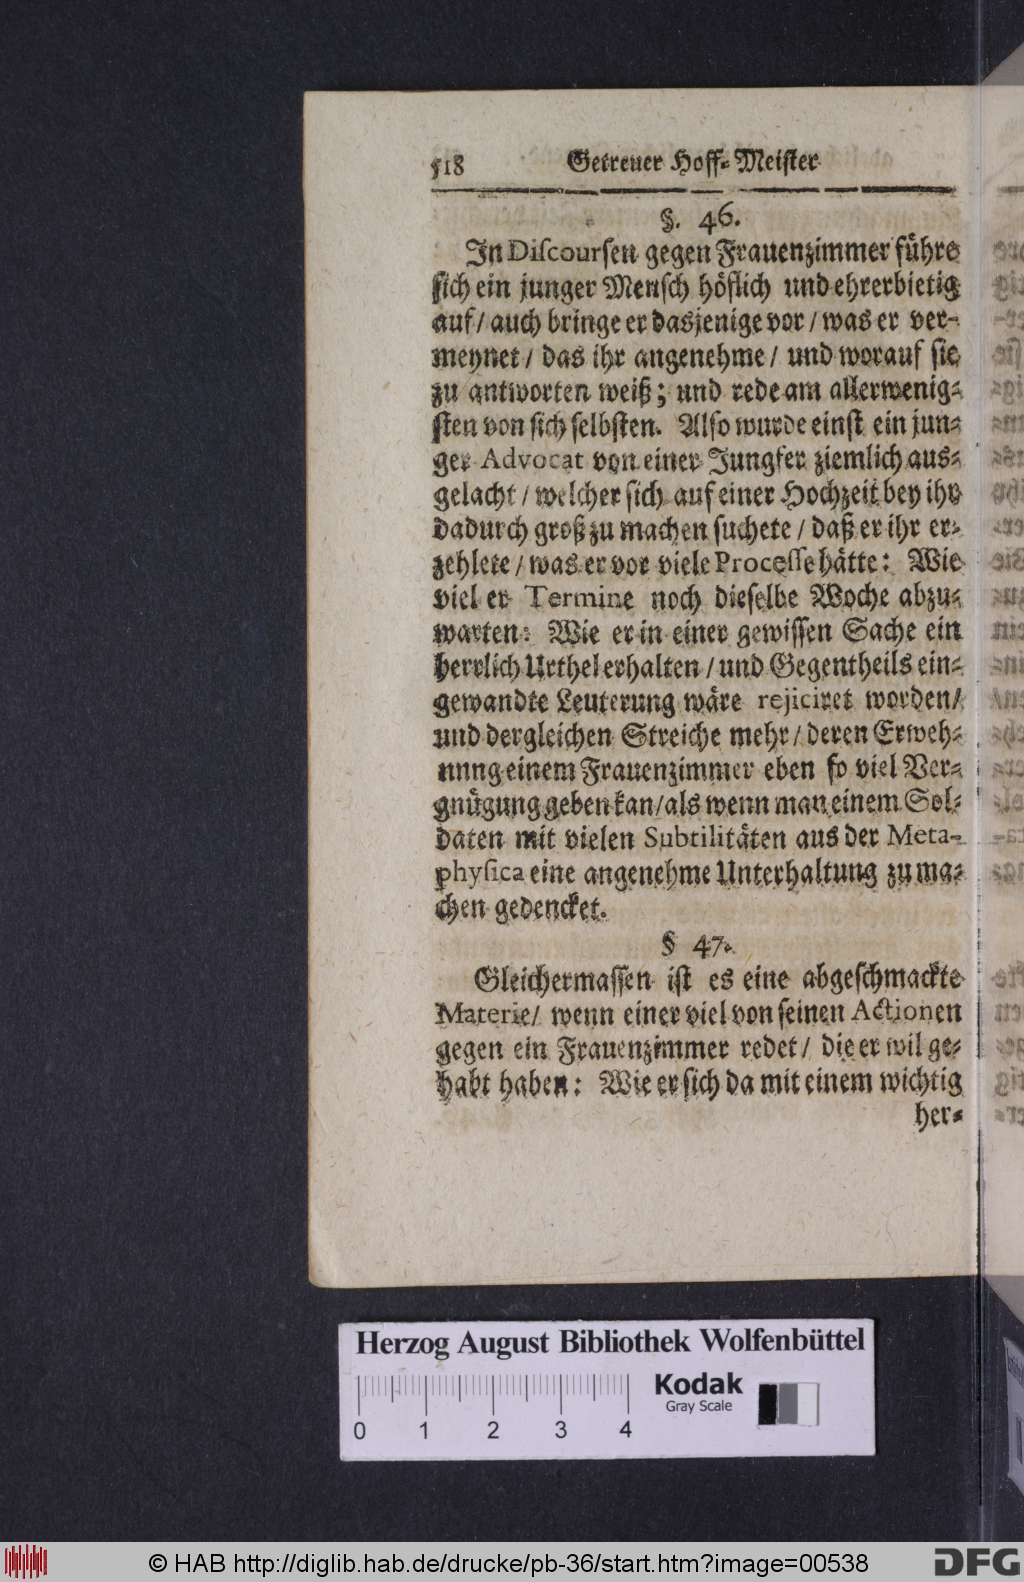 518 Getreuer Hoff-Meister
§. 46.
In Discoursen gegen Frauenzimmer führe
sich ein junger Mensch höflich und ehrerbietig
auf/ auch bringe er dasjenige vor/ was er ver-
meynet/ das ihr angenehme/ und worauf sie
zu antworten weiß; und rede am allerwenig-
sten von sich selbsten. Also wurde einst ein jun-
ger Advocat von einer Jungfer ziemlich aus-
gelacht/ welcher sich auf einer Hochzeit bey ihr
dadurch groß zu machen suchete/ daß er ihr er-
zehlete/ was er vor viele Processe hätte: Wie
viel er Termine noch dieselbe Woche abzu-
warten: Wie er in einer gewissen Sache ein
herrlich Urthel erhalten/ und Gegentheils ein-
gewandte Leuterung wäre rejiciret worden/
und dergleichen Streiche mehr/ deren Erweh-
nung einem Frauenzimmer eben so viel Ver-
gnügung geben kan/ als wenn man einem Sol-
daten mit vielen Subtilitäten aus der Meta-
physica eine angenehme Unterhaltung zu ma-
chen gedencket.
§ 47.
Gleichermassen ist es eine abgeschmackte
Materie/ wenn einer viel von seinen Actionen
gegen ein Frauenzimmer redet/ die er wil ge-
habt haben: Wie er sich da mit einem wichtig
her-
Herzog August Bibliothek Wolfenbüttel
Kodak
Gray Scale
0 1 2 3 4
© HAB http://diglib.hab.de/drucke/pb-36/start.htm?image=00538
DFG